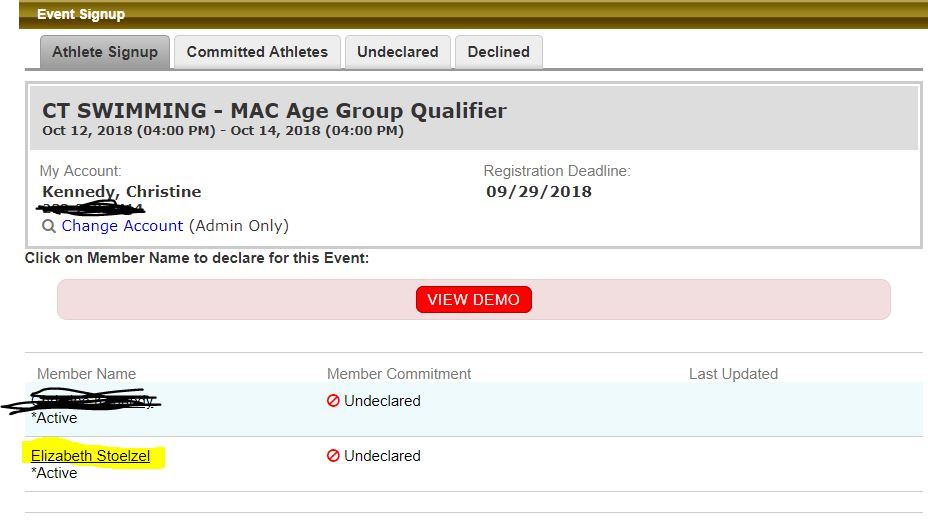 Event Signup
Athlete Signup Committed Athletes Undeclared Declined
CT SWIMMING - MAC Age Group Qualifier
Oct 12, 2018 (04:00 PM) - Oct 14, 2018 (04:00 PM)
My Account: Registration Deadline:
Kennedy, Christine 09/29/2018
Change Account (Admin Only)
Click on Member Name to declare for this Event:
VIEW DEMO
Member Name Member Commitment Last Updated
Undeclared
*Active
Elizabeth Stoelzel Undeclared
*Active